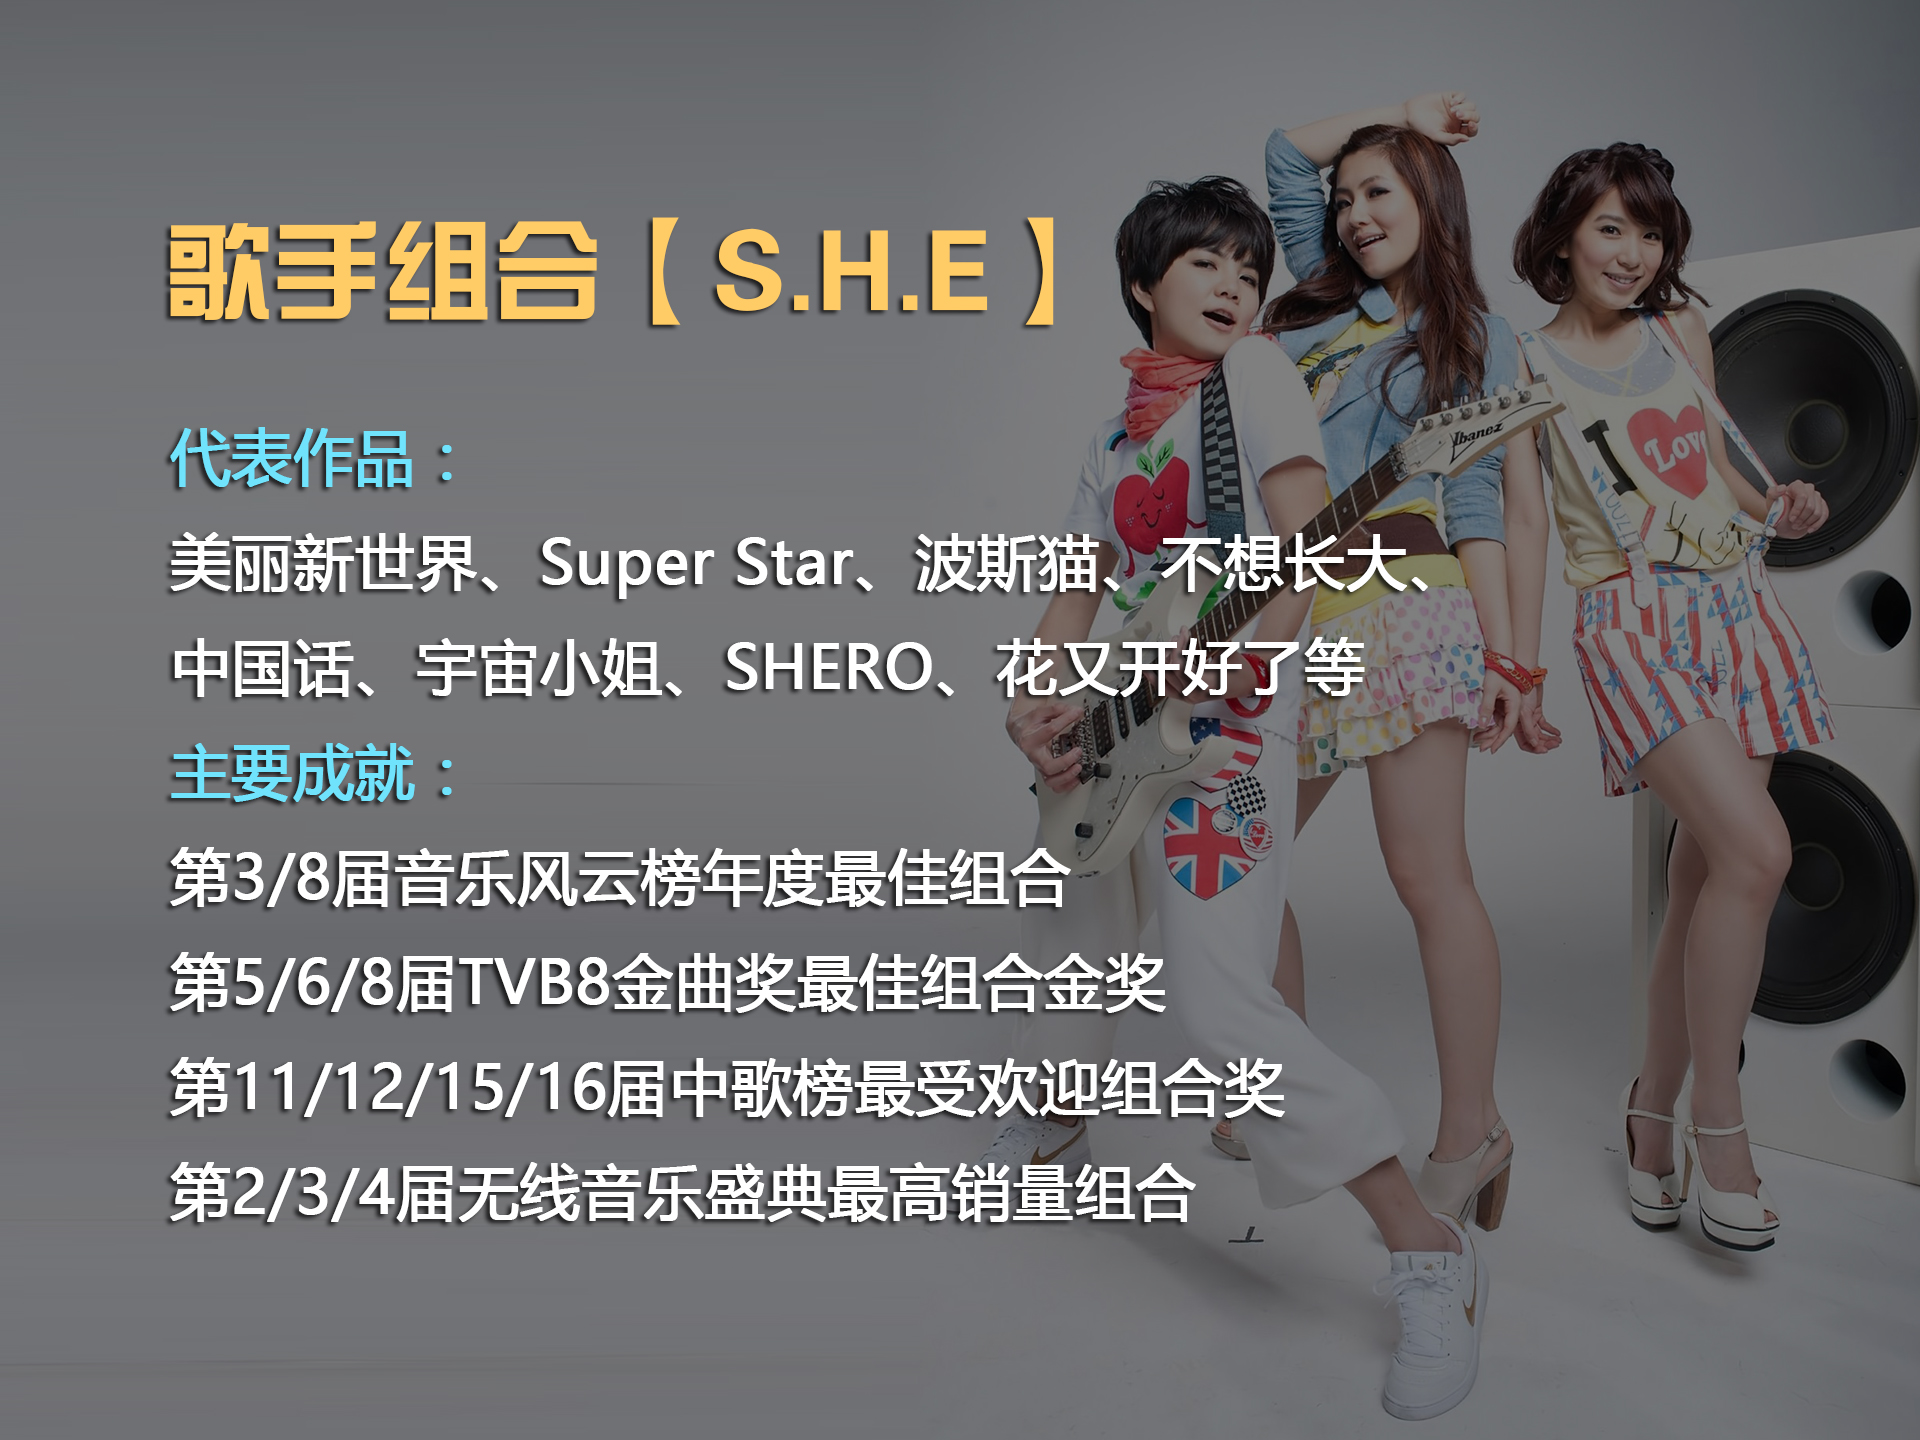 歌手组合【S.H.E】
代表作品：
美丽新世界、Super Star、波斯猫、不想长大、
中国话、宇宙小姐、SHERO、花又开好了等
主要成就：
第3/8届音乐风云榜年度最佳组合
第5/6/8届TVB8金曲奖最佳组合金奖
第11/12/15/16届中歌榜最受欢迎组合奖
第2/3/4届无线音乐盛典最高销量组合
Ibanez
I Love